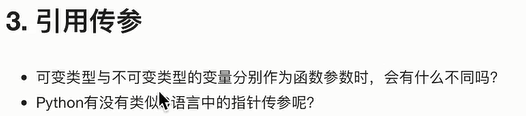 3. 引用传参
可变类型与不可变类型的变量分别作为函数参数时，会有什么不同吗?
Python有没有类似语言中的指针传参呢?